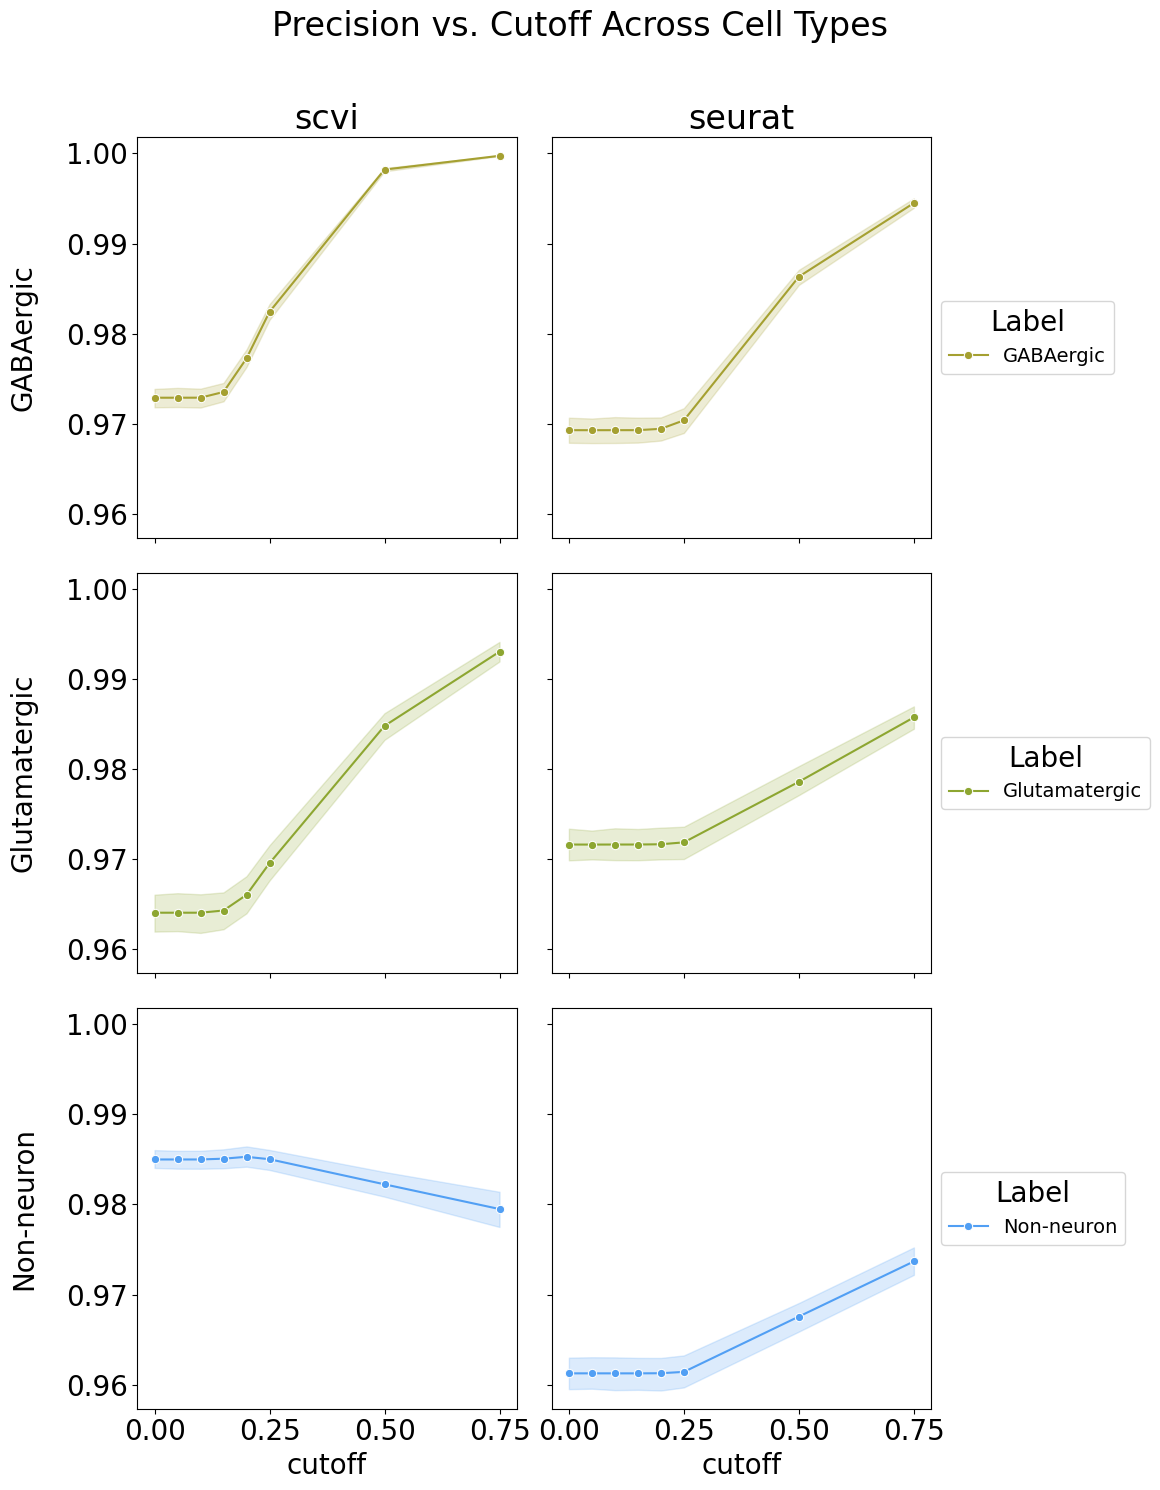 Precision vs. Cutoff Across Cell Types
scvi
seurat
GABAergic
1.00
0.99
0.98
0.97
0.96
Label
GABAergic
Glutamatergic
1.00
0.99
0.98
0.97
0.96
Label
Glutamatergic
Non-neuron
1.00
0.99
0.98
0.97
0.96
Label
Non-neuron
0.00 0.25 0.50 0.75
0.00 0.25 0.50 0.75
cutoff
cutoff